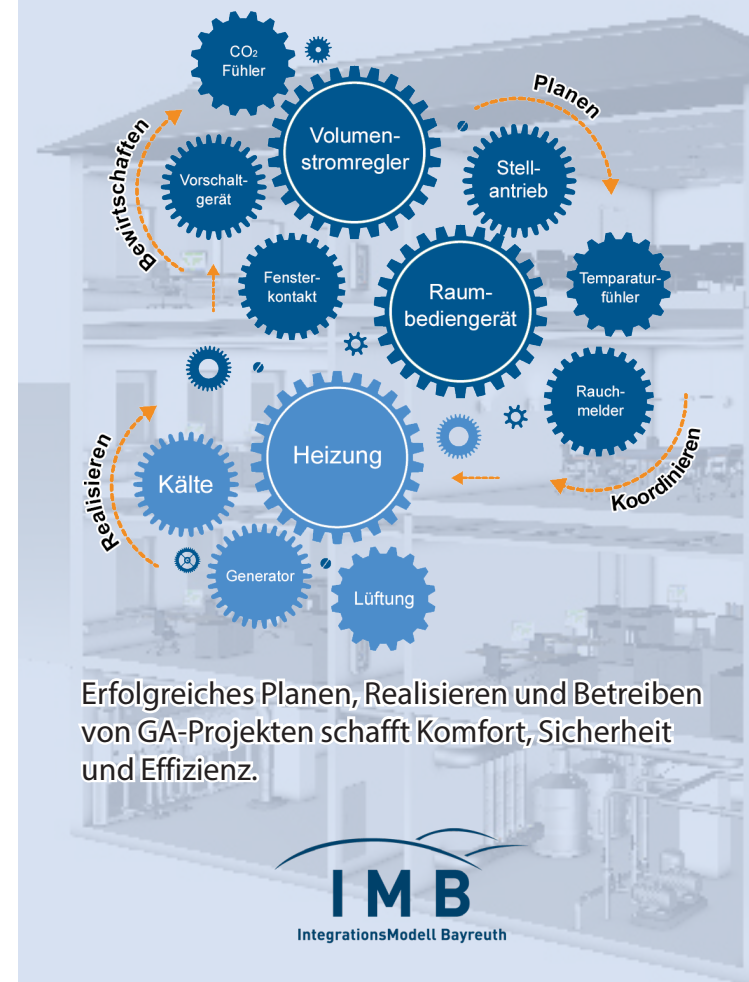 CO₂
Fühler
Volumen-
stromregler
Planen
Stell-
antrieb
Bewirtschaften
Vorschalt-
gerät
Fenster-
kontakt
Raum-
bediengerät
Temperatur-
fühler
Rauch-
melder
Koordinieren
Heizung
Realisieren
Kälte
Generator
Lüftung
Erfolgreiches Planen, Realisieren und Betreiben
von GA-Projekten schafft Komfort, Sicherheit
und Effizienz.
IMB
IntegrationsModell Bayreuth